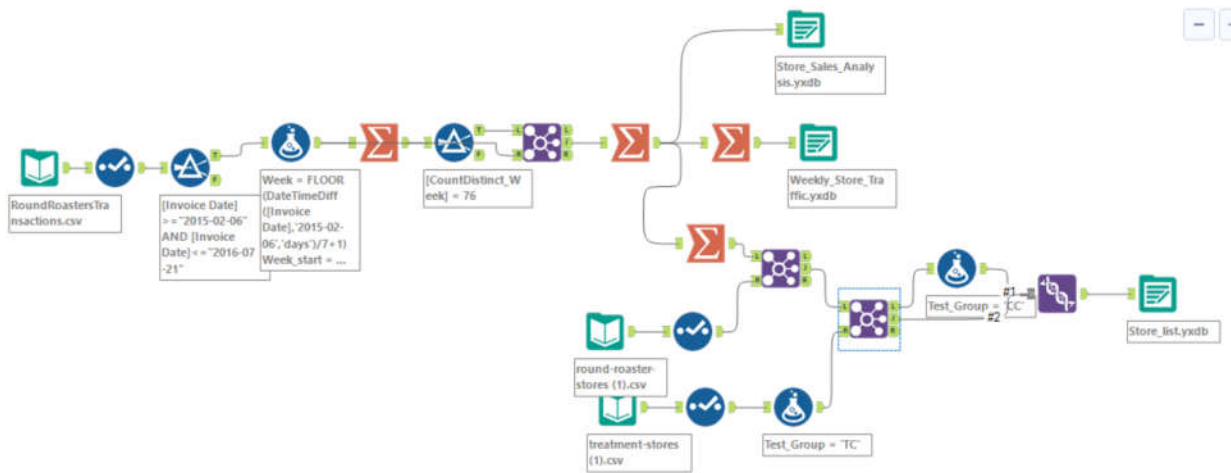 Store_Sales_Analy
sis.yxdb
RoundRoastersTra
nsactions.csv
[Invoice Date]
>="2015-02-06"
AND [Invoice
Date]<="2016-07
-21"
Week = FLOOR
(DateTimeDiff
([Invoice
Date],'2015-02-
06','days')/7+1)
Week_start = ...
[CountDistinct_W
eek] = 76
Weekly_Store_Tra
ffic.yxdb
Test_Group = 'CC'
#1
#2
Store_list.yxdb
round-roaster-
stores (1).csv
treatment-stores
(1).csv
Test_Group = 'TC'